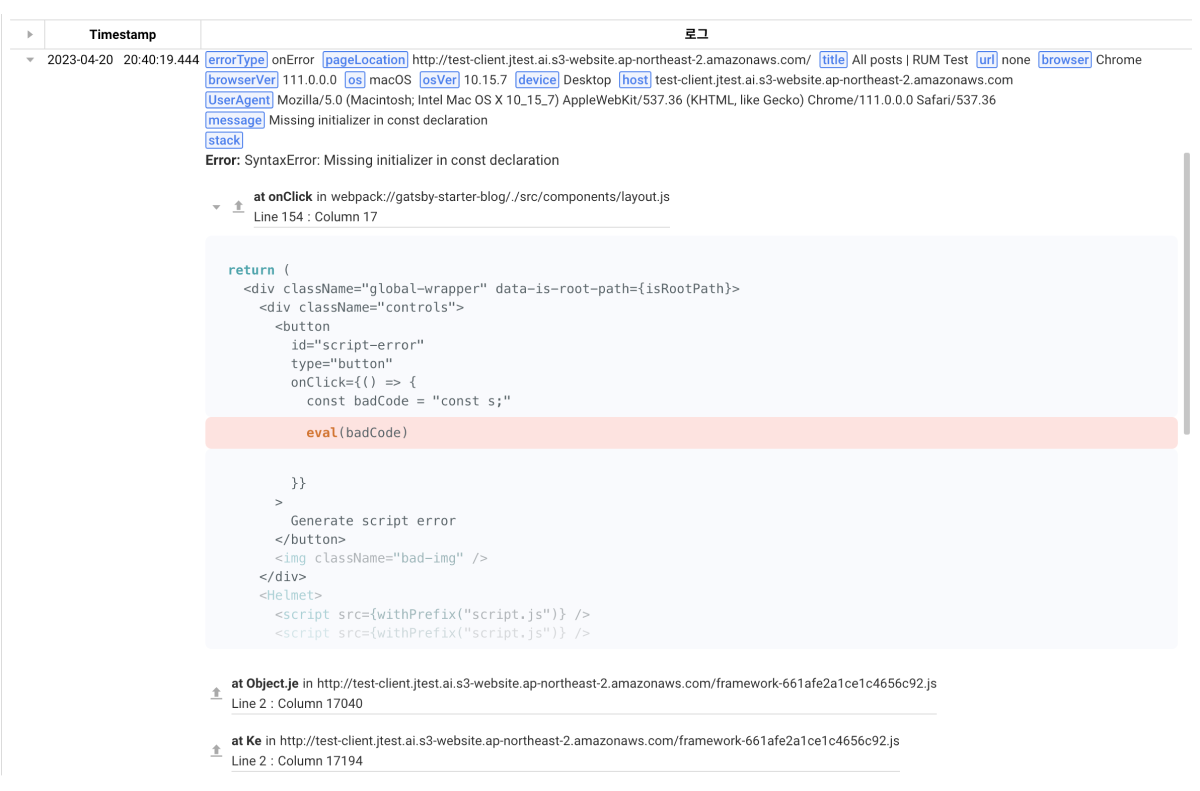 Timestamp 로그
2023-04-20 20:40:19.444 errorType onError pageLocation http://test-client.jtest.ai.s3-website.ap-northeast-2.amazonaws.com/ title All posts | RUM Test url none browser Chrome
browserVer 111.0.0.0 os macOS osVer 10.15.7 device Desktop host test-client.jtest.ai.s3-website.ap-northeast-2.amazonaws.com
UserAgent Mozilla/5.0 (Macintosh; Intel Mac OS X 10_15_7) AppleWebKit/537.36 (KHTML, like Gecko) Chrome/111.0.0.0 Safari/537.36
message Missing initializer in const declaration
stack
Error: SyntaxError: Missing initializer in const declaration
at onClick in webpack://gatsby-starter-blog/./src/components/layout.js
Line 154 : Column 17
return (
<div className="global-wrapper" data-is-root-path={isRootPath}>
<div className="controls">
<button
id="script-error"
type="button"
onClick={() => {
const badCode = "const s;"
eval(badCode)
}}
>
Generate script error
</button>
<img className="bad-img" />
</div>
<Helmet>
<script src={withPrefix("script.js")} />
<script src={withPrefix("script.js")} />
at Object.je in http://test-client.jtest.ai.s3-website.ap-northeast-2.amazonaws.com/framework-661afe2a1ce1c4656c92.js
Line 2 : Column 17040
at Ke in http://test-client.jtest.ai.s3-website.ap-northeast-2.amazonaws.com/framework-661afe2a1ce1c4656c92.js
Line 2 : Column 17194